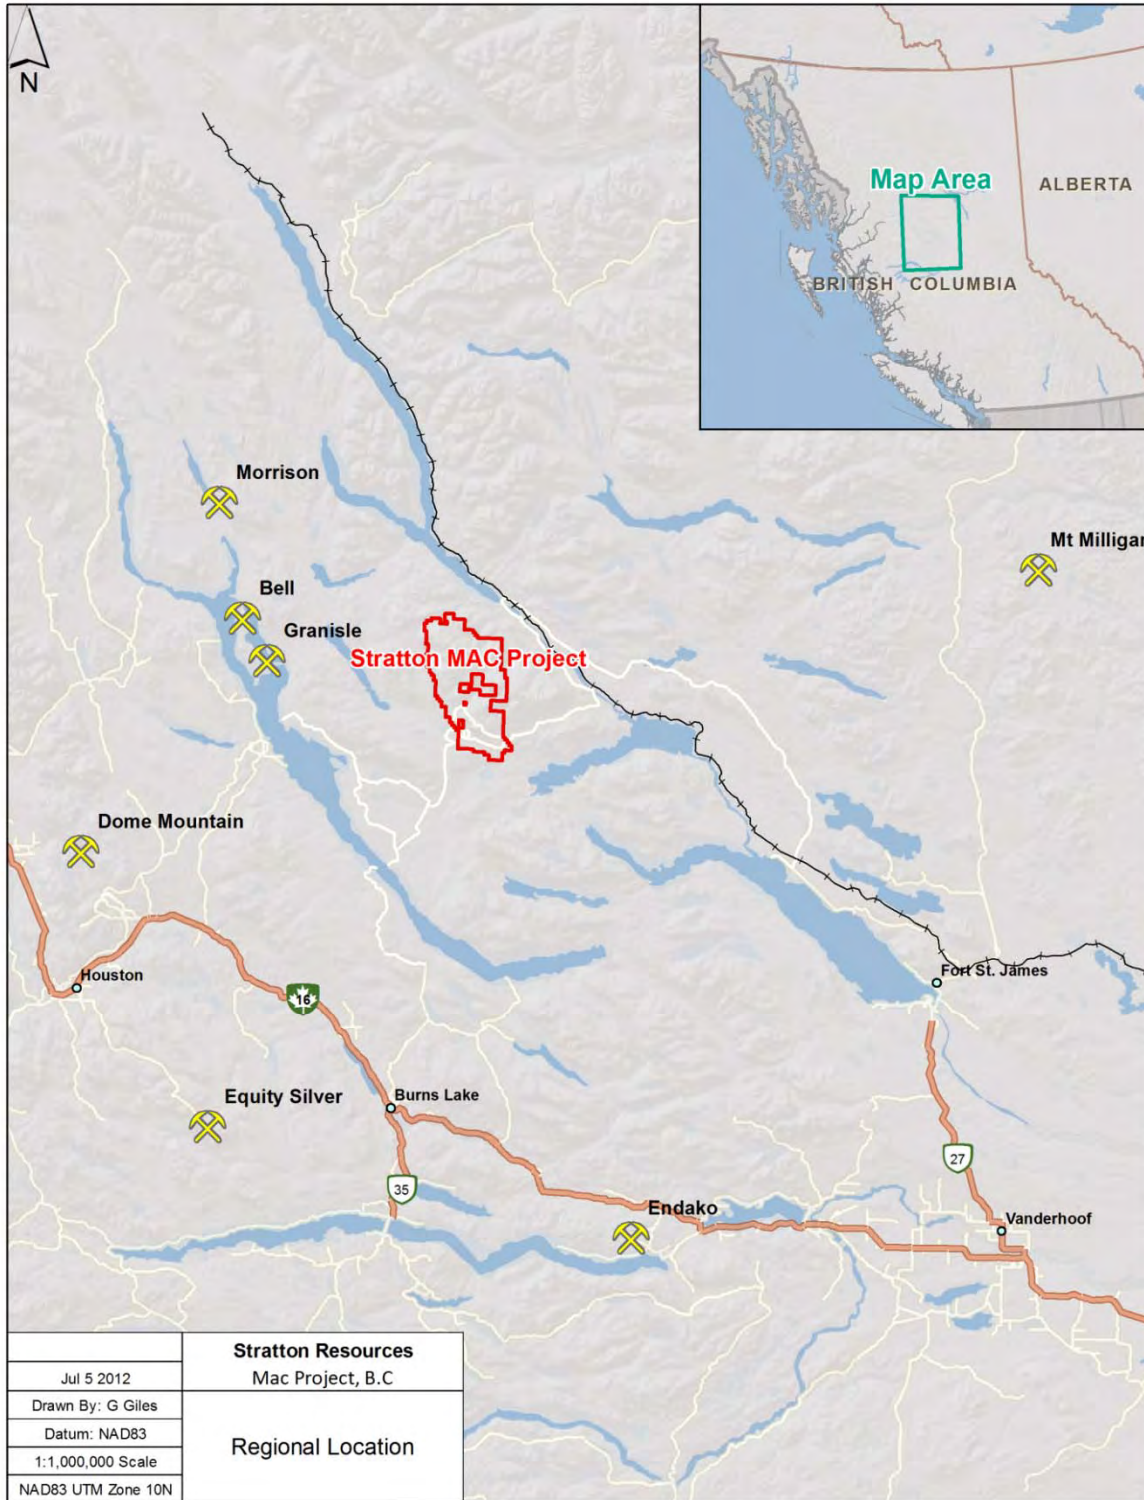 N
Map Area
ALBERTA
BRITISH COLUMBIA
Morrison
Mt Milligan
Bell
Granisle
Stratton MAC Project
Dome Mountain
Houston
Fort St. James
16
Equity Silver
Burns Lake
27
35
Endako
Vanderhoof
Stratton Resources
Mac Project, B.C
Jul 5 2012
Drawn By: G Giles
Datum: NAD83
Regional Location
1:1,000,000 Scale
NAD83 UTM Zone 10N